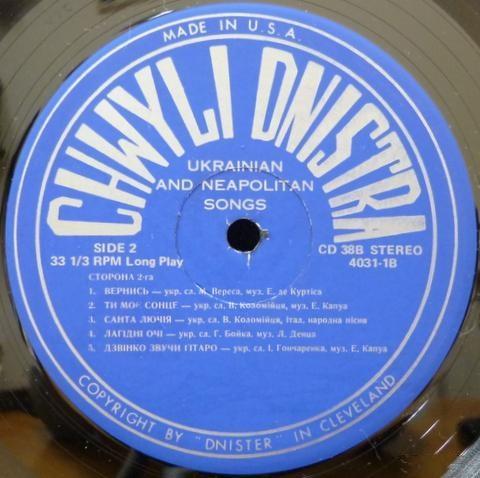 MADE IN U.S.A.
CHWYLI DNISTRA
UKRAINIAN
AND NEAPOLITAN
SONGS
SIDE 2
33 1/3 RPM Long Play
CD 38B STEREO
4031-1B
СТОРОНА 2-га
1. ВЕРНИСЬ — укр. сл. М. Вереса, муз. Е. де Куртіса
2. ТИ МОЄ СОНЦЕ — укр. сл. В. Коломійця, муз. Е. Капуа
3. САНТА ЛЮЧІЯ — укр. сл. В. Коломійця, італ. народна пісня
4. ЛАГІДНІ ОЧІ — укр. сл. Г. Бойка, муз. Л. Денца
5. ДЗВІНКО ЗВУЧИ ГІТАРО — укр. сл. І. Гончаренка, муз. Е. Капуа
COPYRIGHT BY "DNISTER" IN CLEVELAND